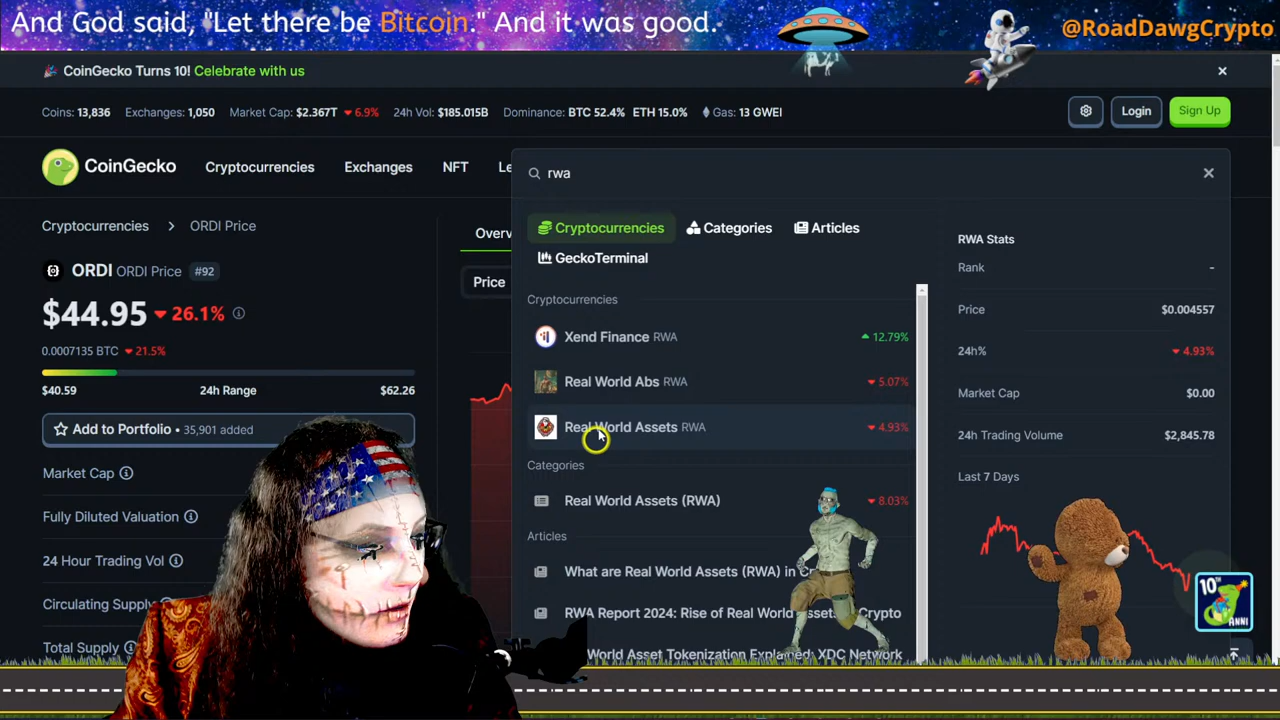 And God said, "Let there be Bitcoin." And it was good.
@RoadDawgCrypto
CoinGecko Turns 10! Celebrate with us
Coins: 13,836 Exchanges: 1,050 Market Cap: $2.367T 6.9% 24h Vol: $185.015B Dominance: BTC 52.4% ETH 15.0% Gas: 13 GWEI
Login
Sign Up
CoinGecko
Cryptocurrencies Exchanges NFT Le
rwa
Cryptocurrencies Categories Articles
GeckoTerminal
Cryptocurrencies > ORDI Price
ORDI ORDI Price #92
$44.95 26.1%
0.0007135 BTC 21.5%
$40.59 24h Range $62.26
Add to Portfolio • 35,901 added
Market Cap
Fully Diluted Valuation
24 Hour Trading Vol
Circulating Supply
Total Supply
Overv
Price
Cryptocurrencies
Xend Finance RWA 12.79%
Real World Abs RWA 5.07%
Real World Assets RWA 4.93%
Categories
Real World Assets (RWA) 8.03%
Articles
What are Real World Assets (RWA) in
RWA Report 2024: Rise of Real World Assets Crypto
World Asset Tokenization Explained: XDC Network
RWA Stats
Rank -
Price $0.004557
24h% 4.93%
Market Cap $0.00
24h Trading Volume $2,845.78
Last 7 Days
10TH
ANNI